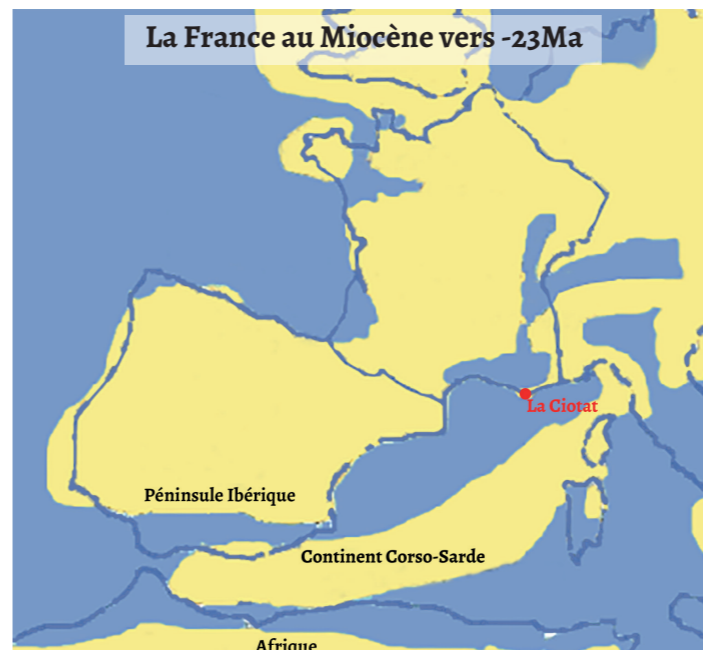 La France au Miocène vers -23Ma
La Ciotat
Péninsule Ibérique
Continent Corso-Sarde
Afrique